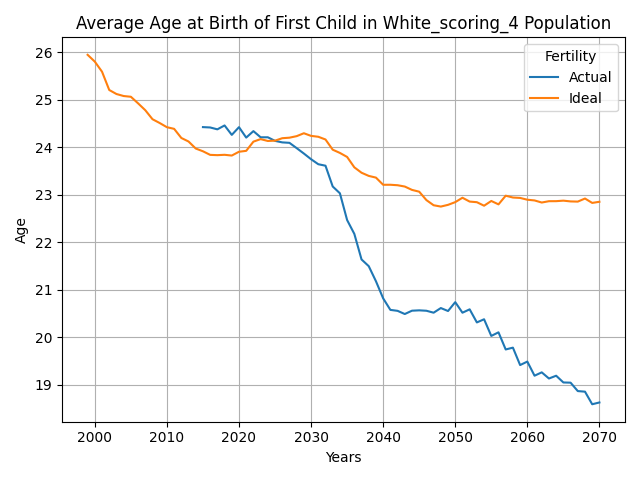 Average Age at Birth of First Child in White_scoring_4 Population
Fertility
Actual
Ideal
Age
26
25
24
23
22
21
20
19
2000 2010 2020 2030 2040 2050 2060 2070
Years